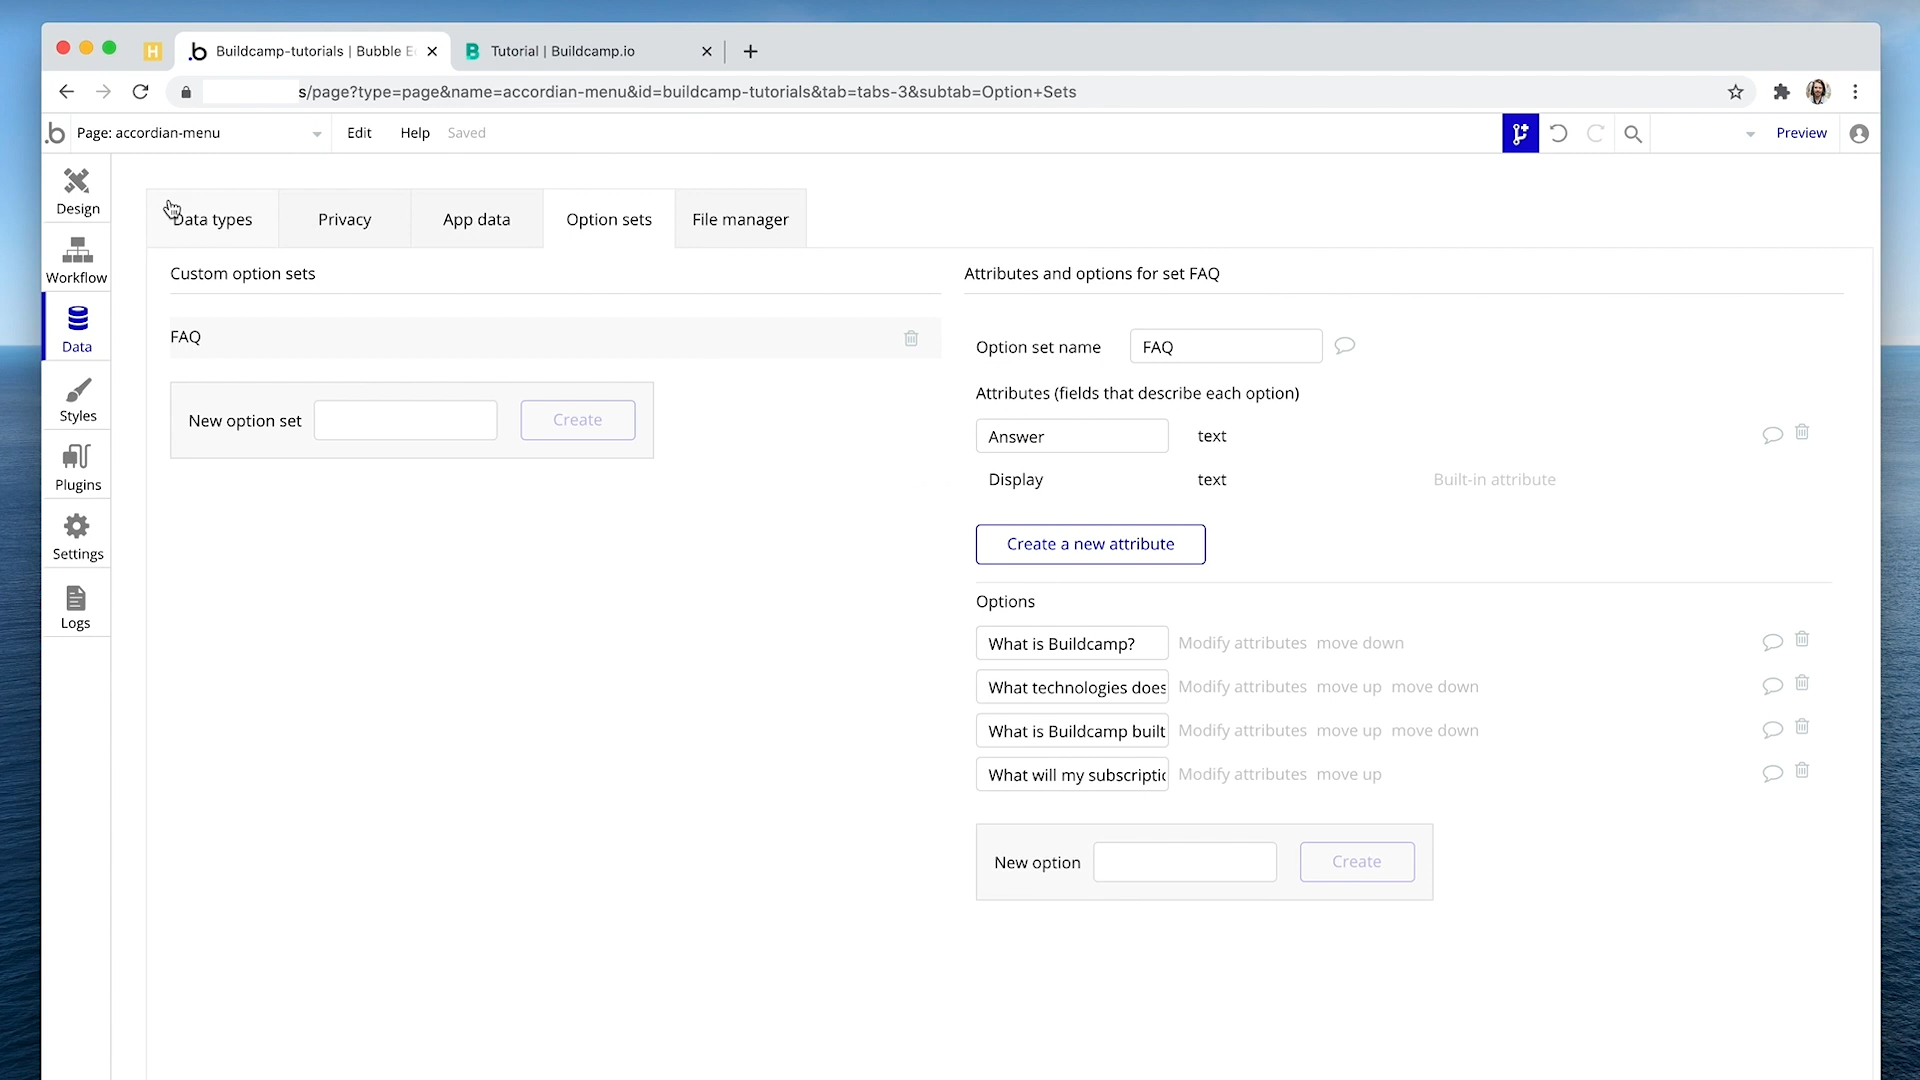 H
Buildcamp-tutorials | Bubble E
B
Tutorial | Buildcamp.io
s/page?type=page&name=accordian-menu&id=buildcamp-tutorials&tab=tabs-3&subtab=Option+Sets
.b
Page: accordian-menu
Edit
Help
Saved
Preview
Design
Workflow
Data
Styles
Plugins
Settings
Logs
Data types
Privacy
App data
Option sets
File manager
Custom option sets
FAQ
New option set
Create
Attributes and options for set FAQ
Option set name
FAQ
Attributes (fields that describe each option)
Answer
text
Display
text
Built-in attribute
Create a new attribute
Options
What is Buildcamp?
Modify attributes
move down
What technologies does
Modify attributes
move up
move down
What is Buildcamp built
Modify attributes
move up
move down
What will my subscriptio
Modify attributes
move up
New option
Create